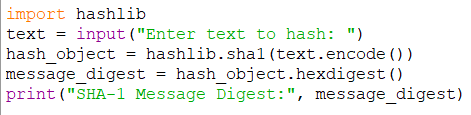 import hashlib
text = input("Enter text to hash: ")
hash_object = hashlib.sha1(text.encode())
message_digest = hash_object.hexdigest()
print("SHA-1 Message Digest:", message_digest)